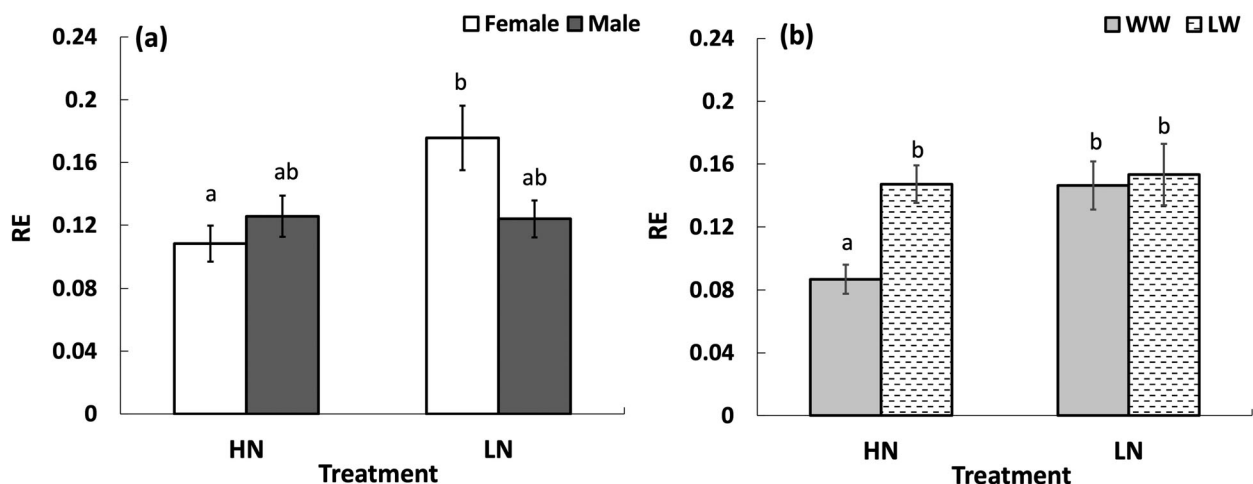 (a)
Female Male
0.24
0.2
0.16
0.12
0.08
0.04
0
RE
a
ab
b
ab
HN LN
Treatment
(b)
WW LW
0.24
0.2
0.16
0.12
0.08
0.04
0
RE
a
b
b
b
HN LN
Treatment